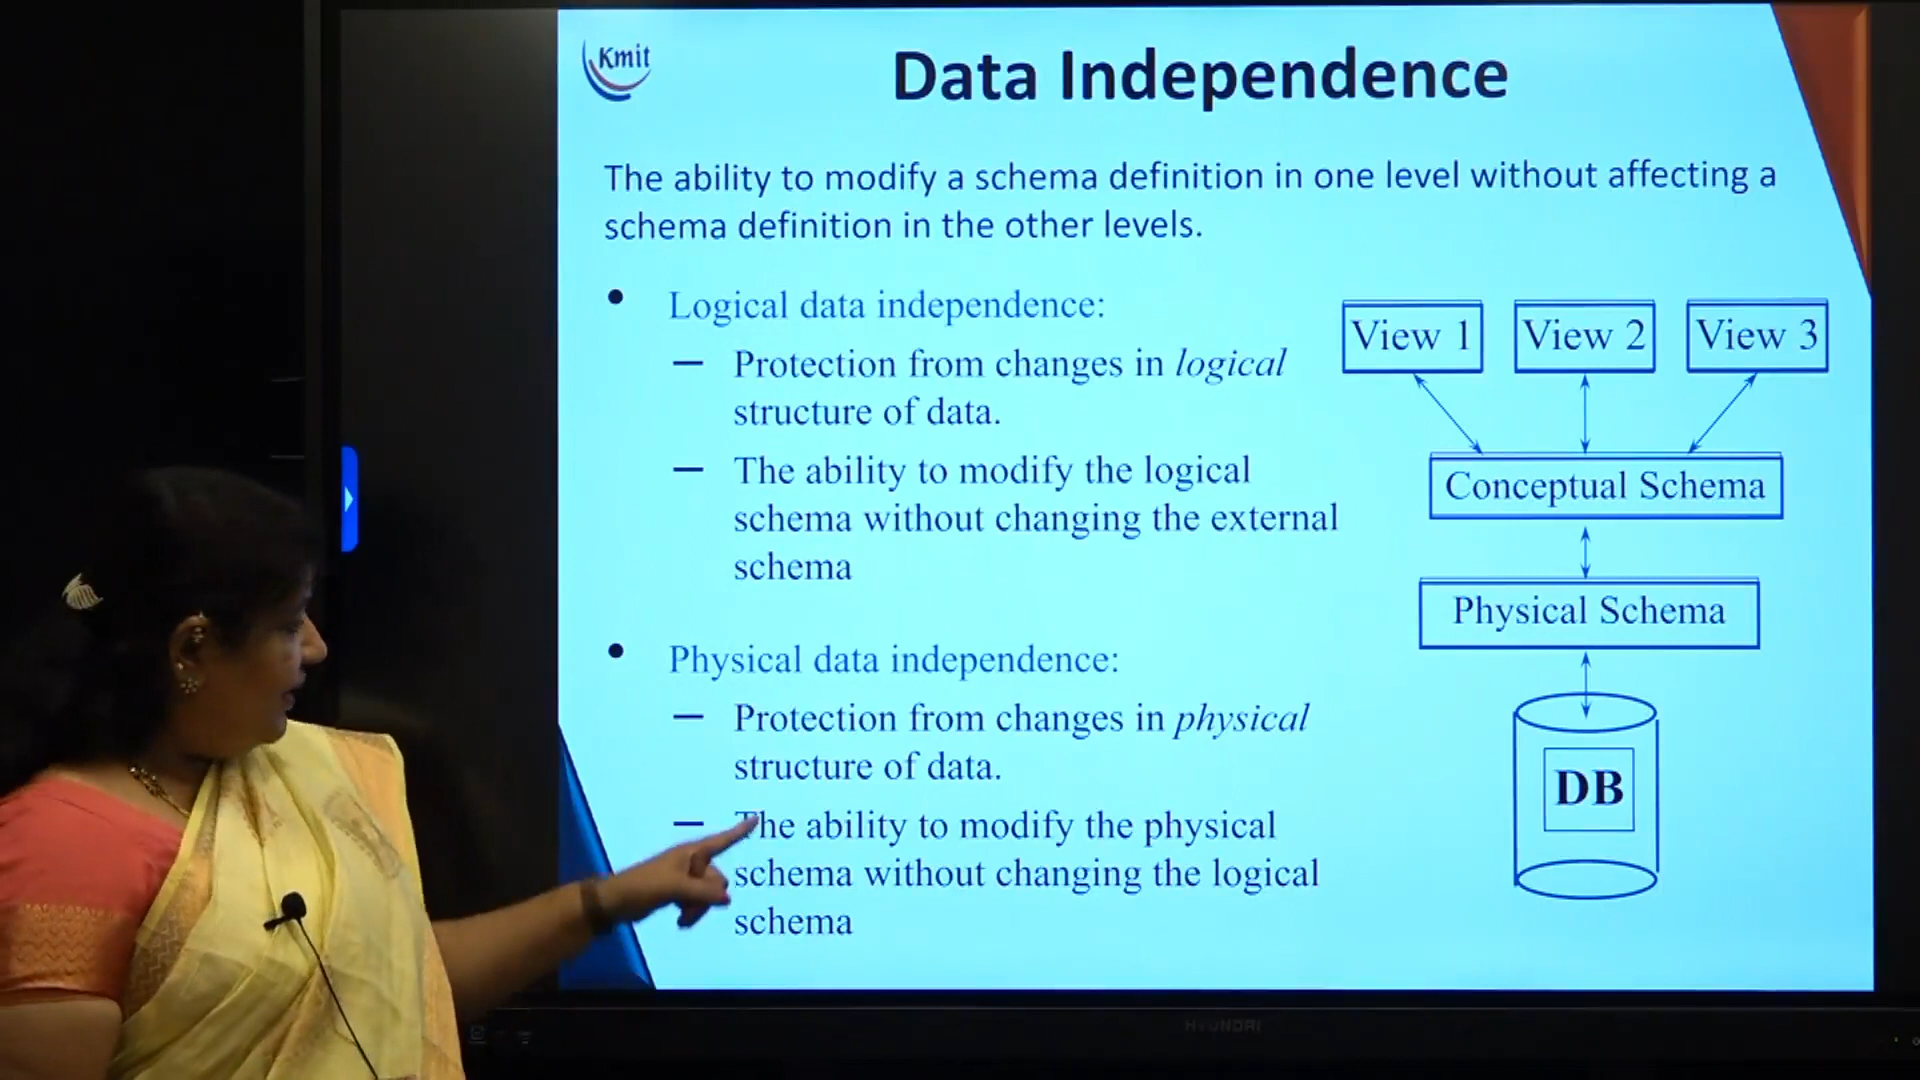 Kmit
Data Independence
The ability to modify a schema definition in one level without affecting a
schema definition in the other levels.
• Logical data independence:
— Protection from changes in logical
structure of data.
— The ability to modify the logical
schema without changing the external
schema
• Physical data independence:
— Protection from changes in physical
structure of data.
— The ability to modify the physical
schema without changing the logical
schema
View 1 View 2 View 3
Conceptual Schema
Physical Schema
DB
HYUNDAI